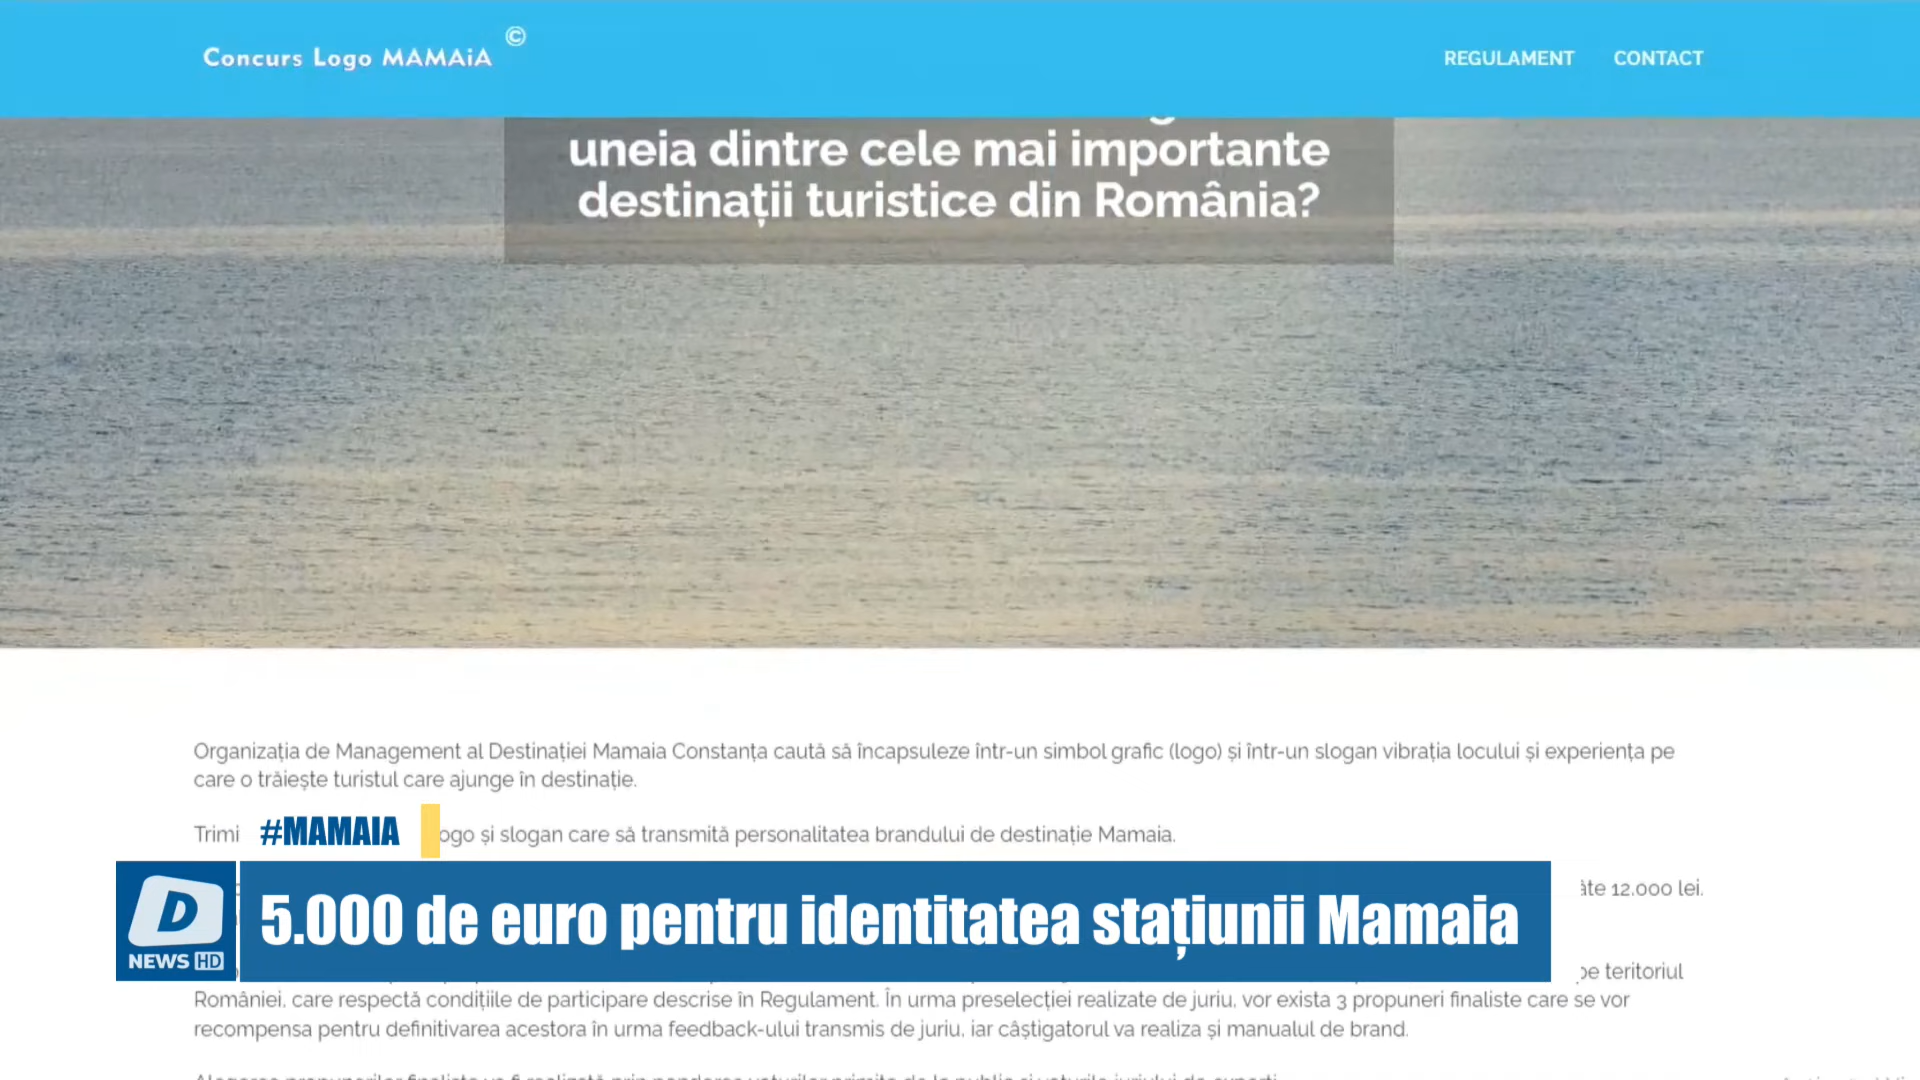 Concurs Logo MAMAiA ©
REGULAMENT CONTACT
uneia dintre cele mai importante
destinații turistice din România?
Organizația de Management al Destinației Mamaia Constanța caută să încapsuleze într-un simbol grafic (logo) și într-un slogan vibrația locului și experiența pe
care o trăiește turistul care ajunge în destinație.
Trimi
ogo și slogan care să transmită personalitatea brandului de destinație Mamaia.
#MAMAIA
12.000 lei.
5.000 de euro pentru identitatea stațiunii Mamaia
D
NEWS HD
pe teritoriul
României, care respectă condițiile de participare descrise în Regulament. În urma preselecției realizate de juriu, vor exista 3 propuneri finaliste care se vor
recompensa pentru definitivarea acestora în urma feedback-ului transmis de juriu, iar câștigatorul va realiza și manualul de brand.